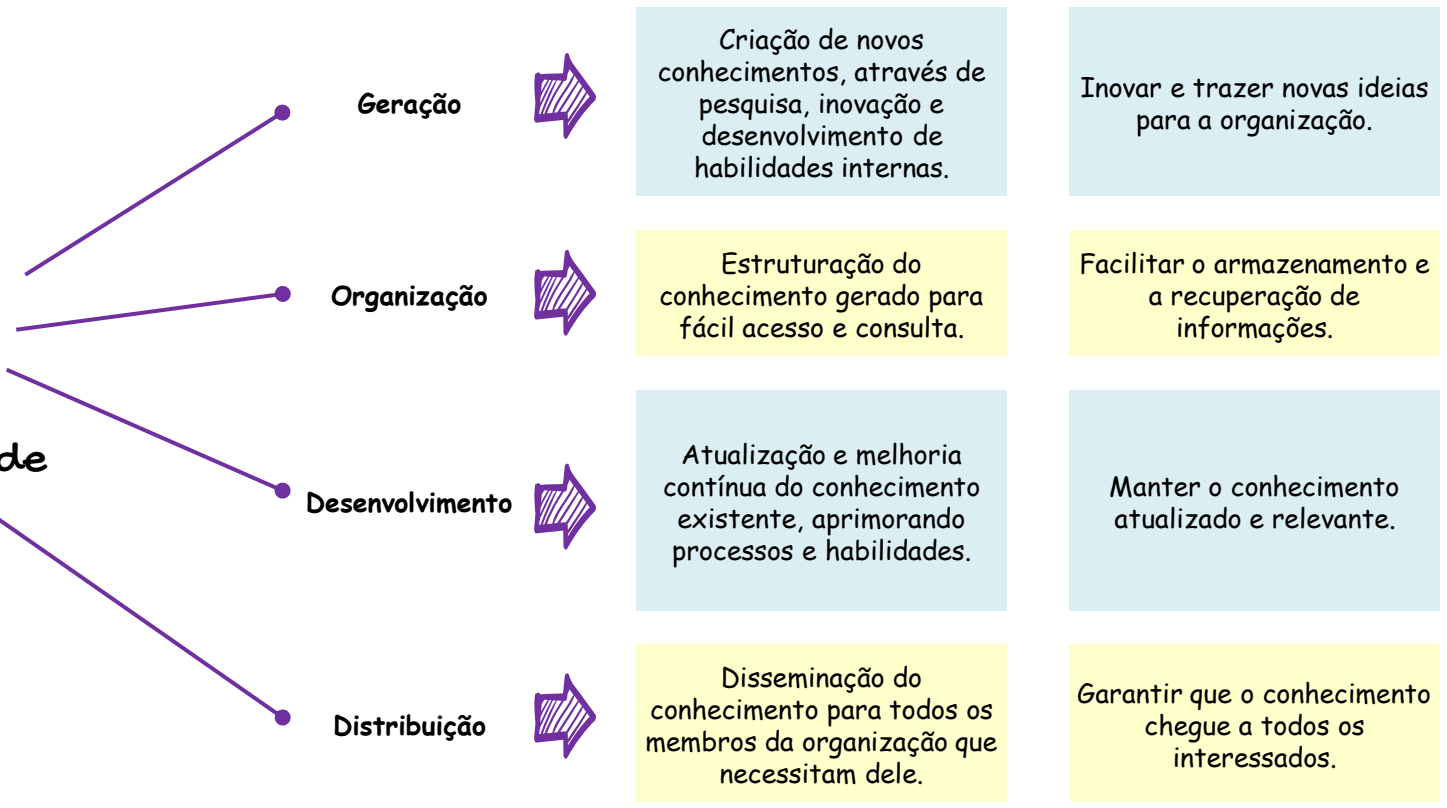 Geração
Criação de novos
conhecimentos, através de
pesquisa, inovação e
desenvolvimento de
habilidades internas.
Inovar e trazer novas ideias
para a organização.
Organização
Estruturação do
conhecimento gerado para
fácil acesso e consulta.
Facilitar o armazenamento e
a recuperação de
informações.
de
Desenvolvimento
Atualização e melhoria
contínua do conhecimento
existente, aprimorando
processos e habilidades.
Manter o conhecimento
atualizado e relevante.
Distribuição
Disseminação do
conhecimento para todos os
membros da organização que
necessitam dele.
Garantir que o conhecimento
chegue a todos os
interessados.